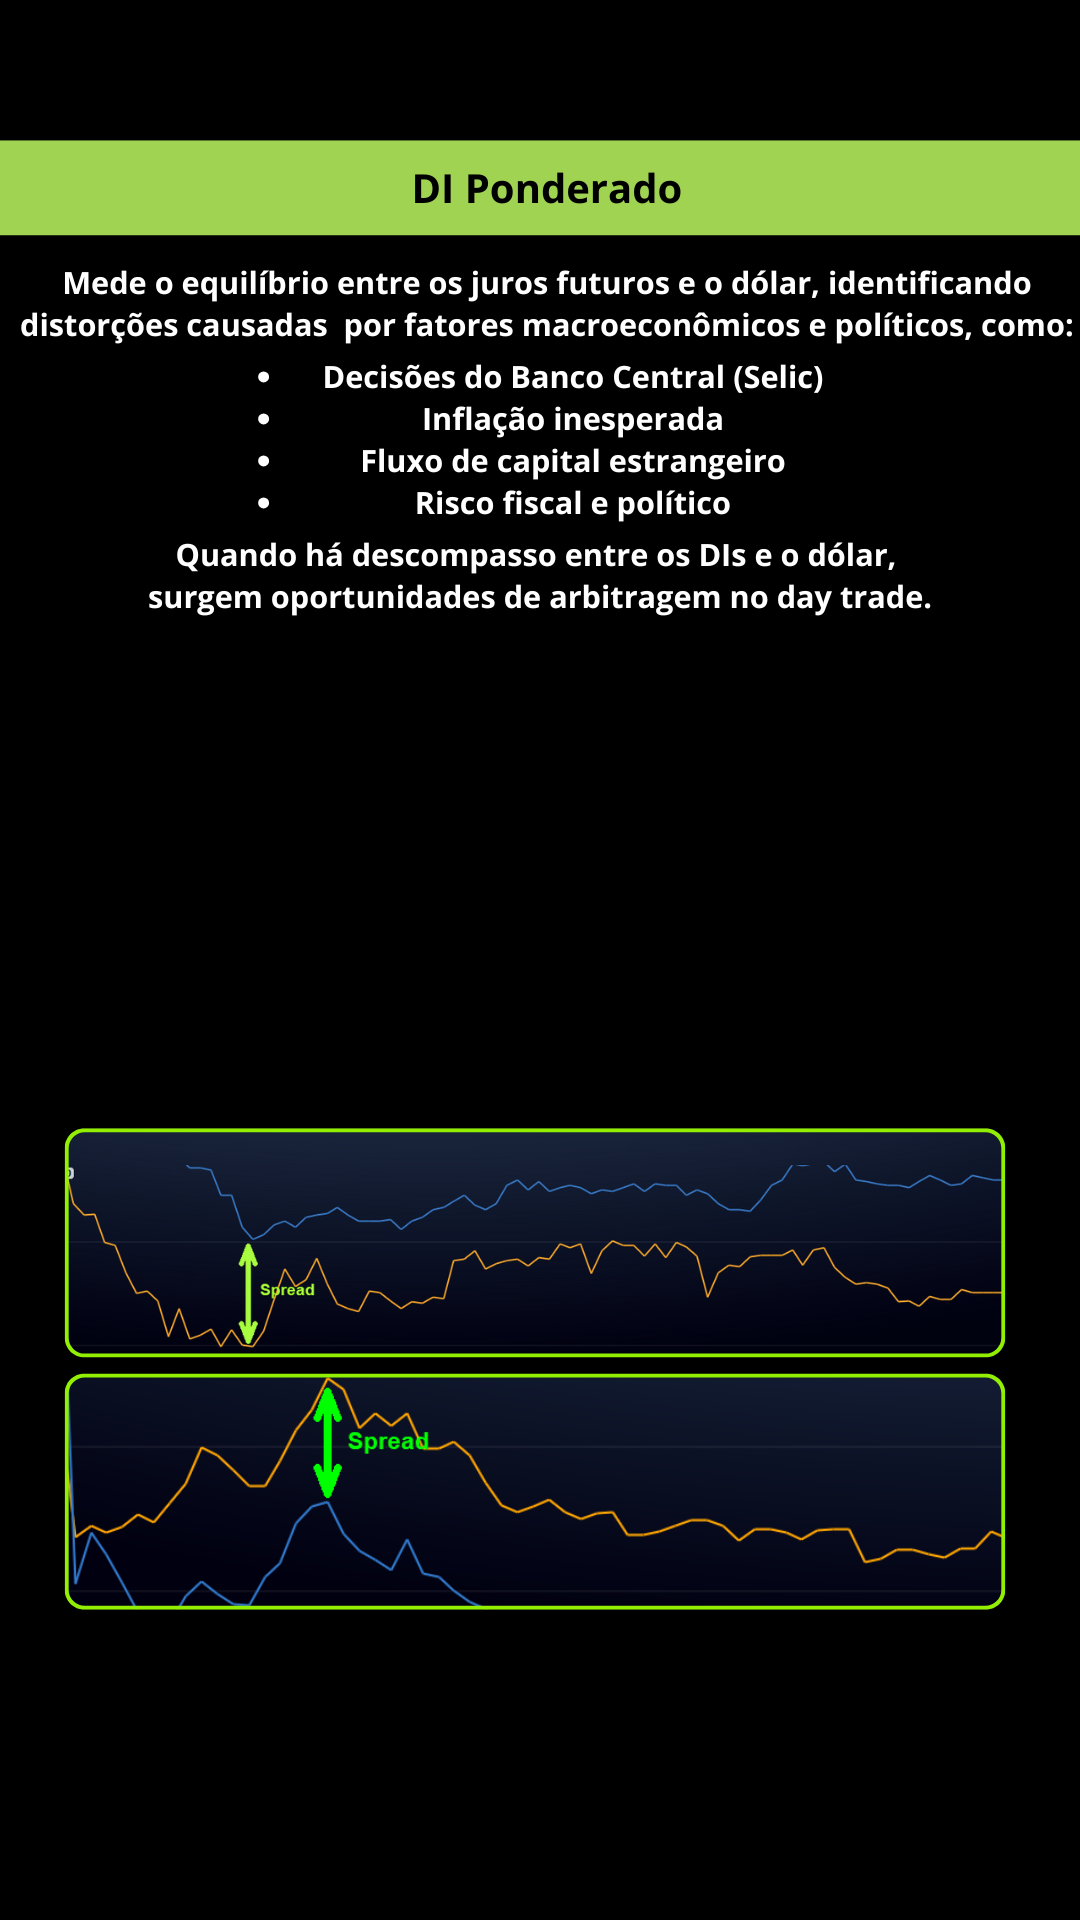 DI Ponderado
Mede o equilíbrio entre os juros futuros e o dólar, identificando
distorções causadas  por fatores macroeconômicos e políticos, como:
• Decisões do Banco Central (Selic)
• Inflação inesperada
• Fluxo de capital estrangeiro
• Risco fiscal e político
Quando há descompasso entre os DIs e o dólar,
surgem oportunidades de arbitragem no day trade.
Spread
Spread